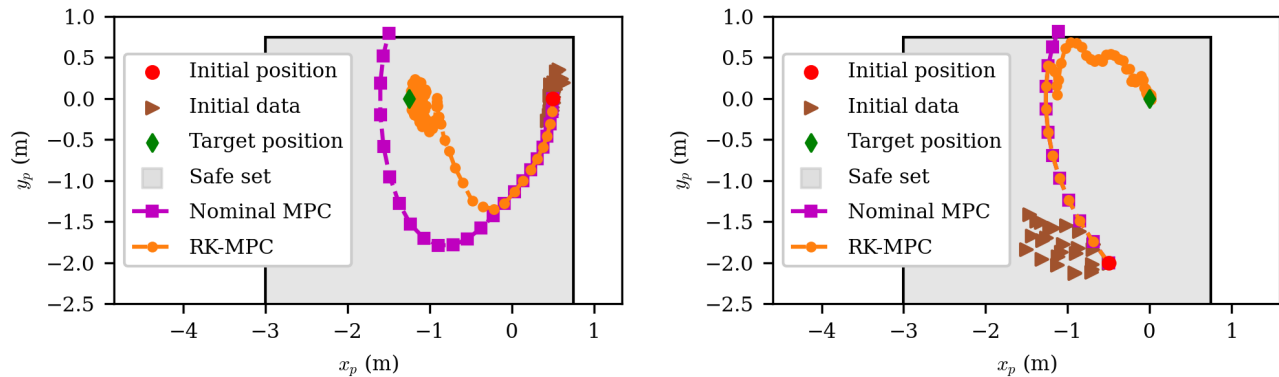 1.0
0.5
0.0
−0.5
−1.0
−1.5
−2.0
−2.5
y_p (m)
Initial position
Initial data
Target position
Safe set
Nominal MPC
RK-MPC
−4 −3 −2 −1 0 1
x_p (m)
1.0
0.5
0.0
−0.5
−1.0
−1.5
−2.0
−2.5
y_p (m)
Initial position
Initial data
Target position
Safe set
Nominal MPC
RK-MPC
−4 −3 −2 −1 0 1
x_p (m)